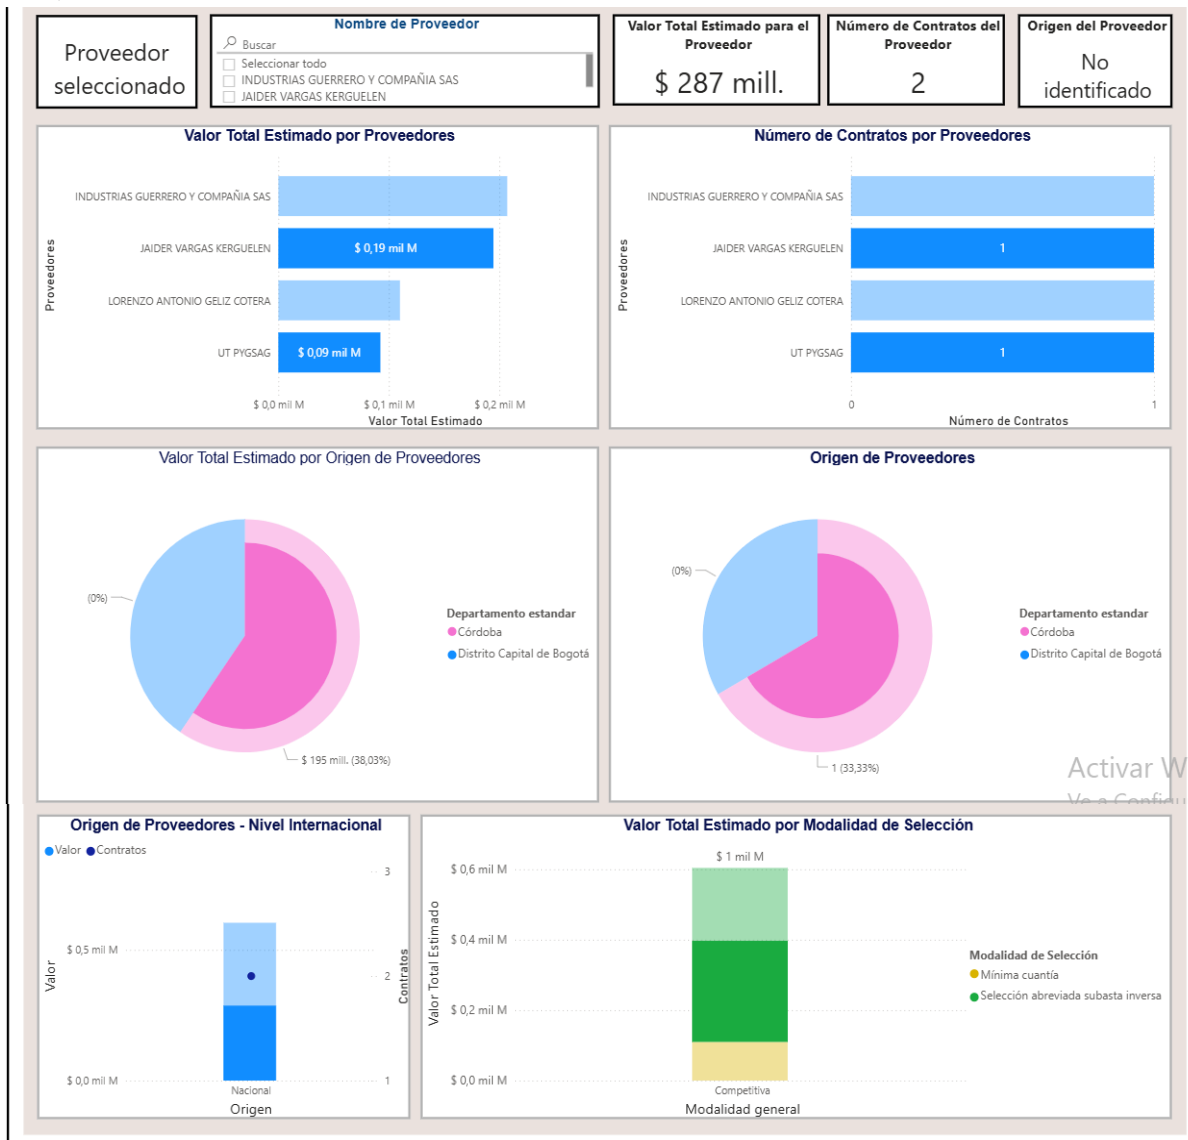 Proveedor
seleccionado
Nombre de Proveedor
Buscar
Seleccionar todo
INDUSTRIAS GUERRERO Y COMPAÑIA SAS
JAIDER VARGAS KERGUELEN
Valor Total Estimado para el
Proveedor
$ 287 mill.
Número de Contratos del
Proveedor
2
Origen del Proveedor
No
identificado
Valor Total Estimado por Proveedores
Proveedores
INDUSTRIAS GUERRERO Y COMPAÑIA SAS
JAIDER VARGAS KERGUELEN
$ 0,19 mil M
LORENZO ANTONIO GELIZ COTERA
UT PYGSAG
$ 0,09 mil M
$ 0,0 mil M
$ 0,1 mil M
$ 0,2 mil M
Valor Total Estimado
Número de Contratos por Proveedores
Proveedores
INDUSTRIAS GUERRERO Y COMPAÑIA SAS
JAIDER VARGAS KERGUELEN
1
LORENZO ANTONIO GELIZ COTERA
UT PYGSAG
1
0
1
Número de Contratos
Valor Total Estimado por Origen de Proveedores
(0%)
$ 195 mill. (38,03%)
Departamento estandar
Córdoba
Distrito Capital de Bogotá
Origen de Proveedores
(0%)
1 (33,33%)
Departamento estandar
Córdoba
Distrito Capital de Bogotá
Activar W
Ve a Configu
Origen de Proveedores - Nivel Internacional
Valor
Contratos
3
$ 0,5 mil M
2
Valor
Contratos
$ 0,0 mil M
1
Nacional
Origen
Valor Total Estimado por Modalidad de Selección
$ 1 mil M
$ 0,6 mil M
$ 0,4 mil M
$ 0,2 mil M
$ 0,0 mil M
Valor Total Estimado
Competitiva
Modalidad general
Modalidad de Selección
Mínima cuantía
Selección abreviada subasta inversa